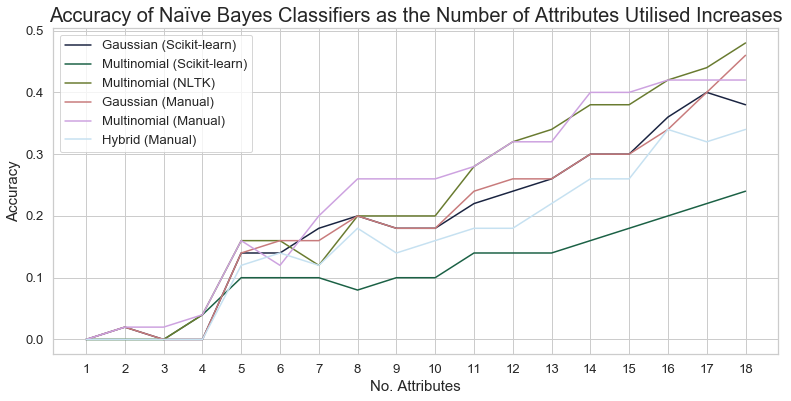 Accuracy of Naïve Bayes Classifiers as the Number of Attributes Utilised Increases
Gaussian (Scikit-learn)
Multinomial (Scikit-learn)
Multinomial (NLTK)
Gaussian (Manual)
Multinomial (Manual)
Hybrid (Manual)
Accuracy
0.5
0.4
0.3
0.2
0.1
0.0
1 2 3 4 5 6 7 8 9 10 11 12 13 14 15 16 17 18
No. Attributes